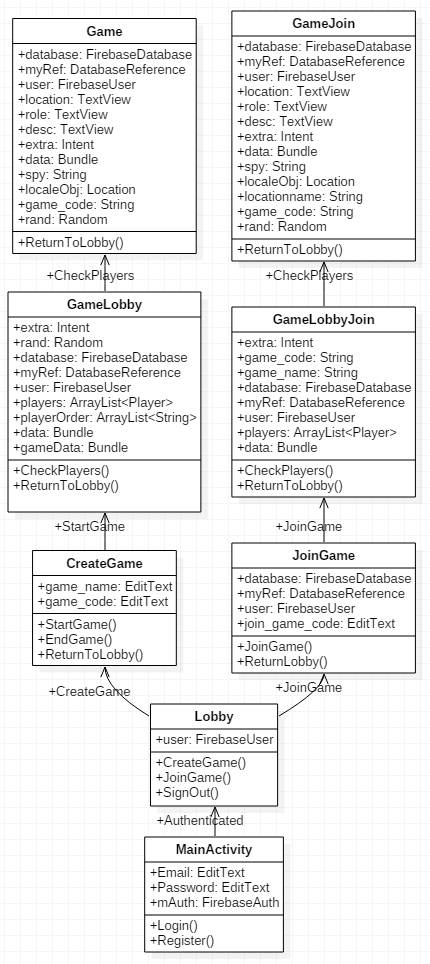 Game
+database: FirebaseDatabase
+myRef: DatabaseReference
+user: FirebaseUser
+location: TextView
+role: TextView
+desc: TextView
+extra: Intent
+data: Bundle
+spy: String
+localeObj: Location
+game_code: String
+rand: Random
+ReturnToLobby()
GameJoin
+database: FirebaseDatabase
+myRef: DatabaseReference
+user: FirebaseUser
+location: TextView
+role: TextView
+desc: TextView
+extra: Intent
+data: Bundle
+spy: String
+localeObj: Location
+locationname: String
+game_code: String
+rand: Random
+ReturnToLobby()
+CheckPlayers
+CheckPlayers
GameLobby
+extra: Intent
+rand: Random
+database: FirebaseDatabase
+myRef: DatabaseReference
+user: FirebaseUser
+players: ArrayList<Player>
+playerOrder: ArrayList<String>
+data: Bundle
+gameData: Bundle
+CheckPlayers()
+ReturnToLobby()
GameLobbyJoin
+extra: Intent
+game_code: String
+game_name: String
+database: FirebaseDatabase
+myRef: DatabaseReference
+user: FirebaseUser
+players: ArrayList<Player>
+data: Bundle
+CheckPlayers()
+ReturnToLobby()
+StartGame
+JoinGame
CreateGame
+game_name: EditText
+game_code: EditText
+StartGame()
+EndGame()
+ReturnToLobby()
JoinGame
+database: FirebaseDatabase
+myRef: DatabaseReference
+user: FirebaseUser
+join_game_code: EditText
+JoinGame()
+ReturnLobby()
+CreateGame
+JoinGame
Lobby
+user: FirebaseUser
+CreateGame()
+JoinGame()
+SignOut()
+Authenticated
MainActivity
+Email: EditText
+Password: EditText
+mAuth: FirebaseAuth
+Login()
+Register()